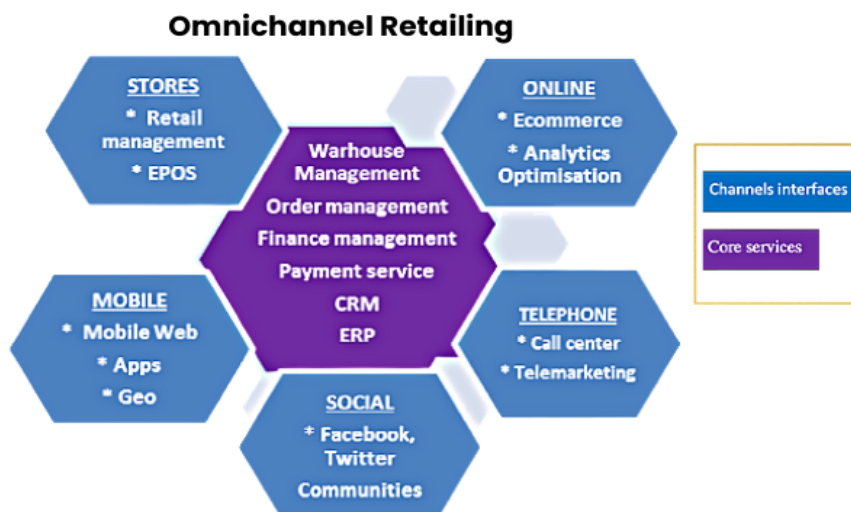 Omnichannel Retailing
STORES
* Retail
management
* EPOS
ONLINE
* Ecommerce
* Analytics
Optimisation
Warhouse
Management
Order management
Finance management
Payment service
CRM
ERP
Channels interfaces
Core services
MOBILE
* Mobile Web
* Apps
* Geo
TELEPHONE
* Call center
* Telemarketing
SOCIAL
* Facebook,
Twitter
Communities